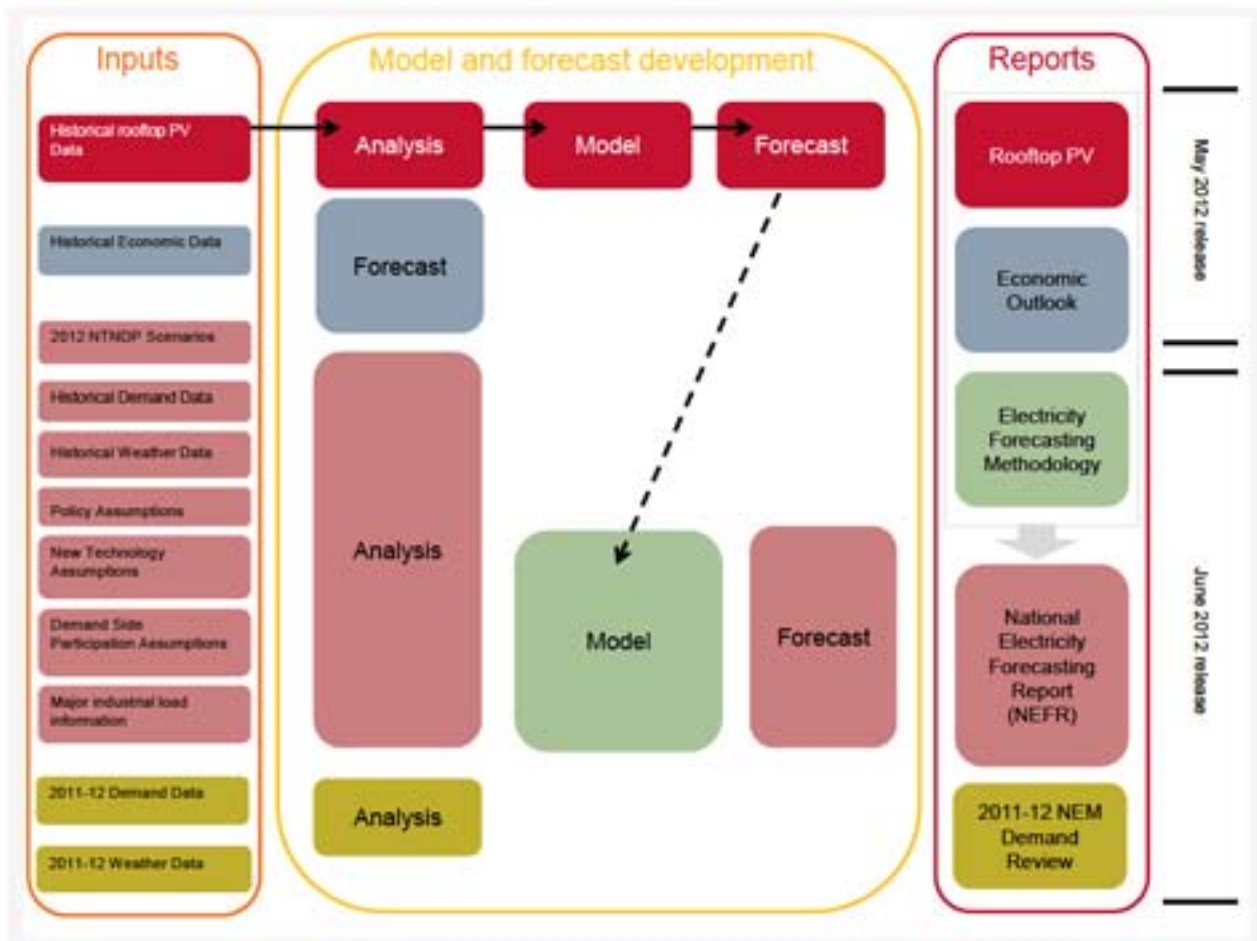 Inputs
Historical rooftop PV
Data
Historical Economic Data
2012 NTNDP Scenarios
Historical Demand Data
Historical Weather Data
Policy Assumptions
New Technology
Assumptions
Demand Side
Participation Assumptions
Major industrial load
information
2011-12 Demand Data
2011-12 Weather Data
Model and forecast development
Analysis
Model
Forecast
Forecast
Analysis
Model
Forecast
Analysis
Reports
Rooftop PV
Economic
Outlook
Electricity
Forecasting
Methodology
National
Electricity
Forecasting
Report
(NEFR)
2011-12 NEM
Demand
Review
May 2012 release
June 2012 release